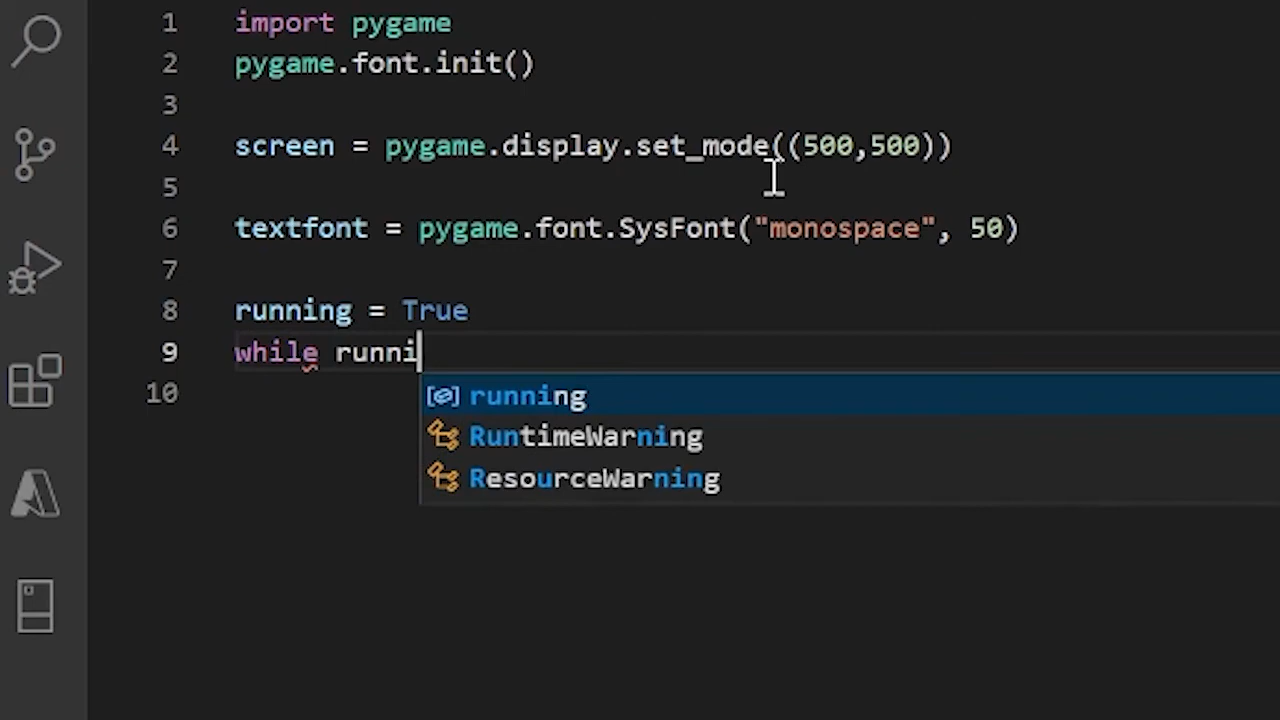 1 import pygame
2 pygame.font.init()
3
4 screen = pygame.display.set_mode((500,500))
5
6 textfont = pygame.font.SysFont("monospace", 50)
7
8 running = True
9 while runni
10
running
RuntimeWarning
ResourceWarning